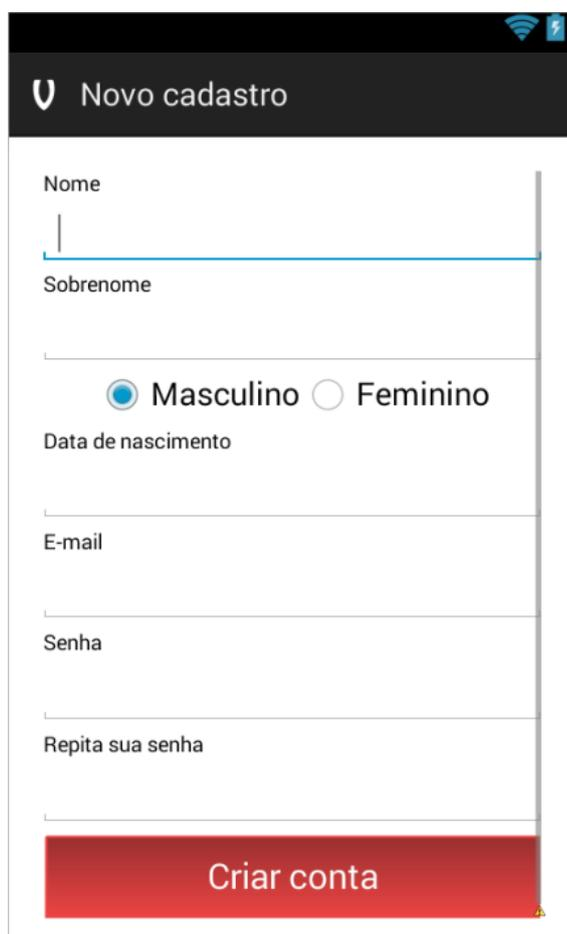 Novo cadastro
Nome
Sobrenome
Masculino Feminino
Data de nascimento
E-mail
Senha
Repita sua senha
Criar conta